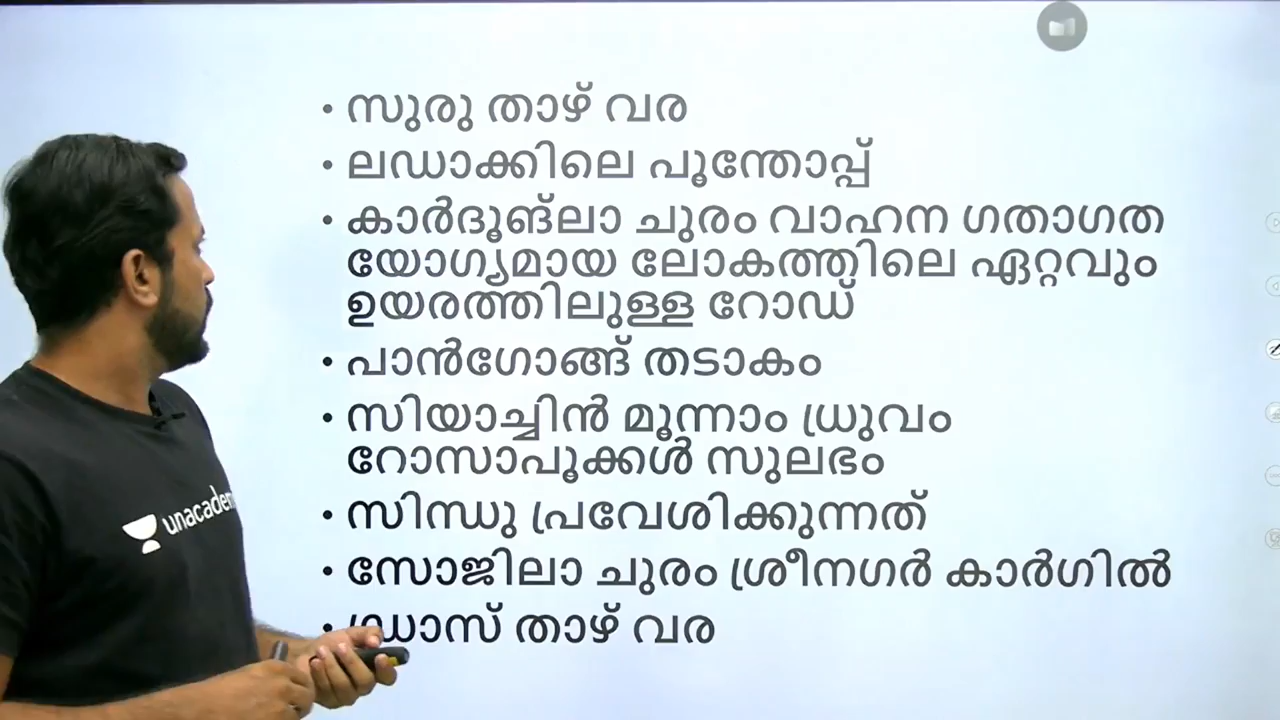 • സുരു താഴ് വര
• ലഡാക്കിലെ പൂന്തോപ്പ്
• കാർദൂങ്ലാ ചുരം വാഹന ഗതാഗത
യോഗ്യമായ ലോകത്തിലെ ഏറ്റവും
ഉയരത്തിലുള്ള റോഡ്
• പാൻഗോങ്ങ് തടാകം
• സിയാച്ചിൻ മൂന്നാം ധ്രുവം
റോസാപൂക്കൾ സുലഭം
• സിന്ധു പ്രവേശിക്കുന്നത്
• സോജിലാ ചുരം ശ്രീനഗർ കാർഗിൽ
• ഡ്രാസ് താഴ് വര
unacadem